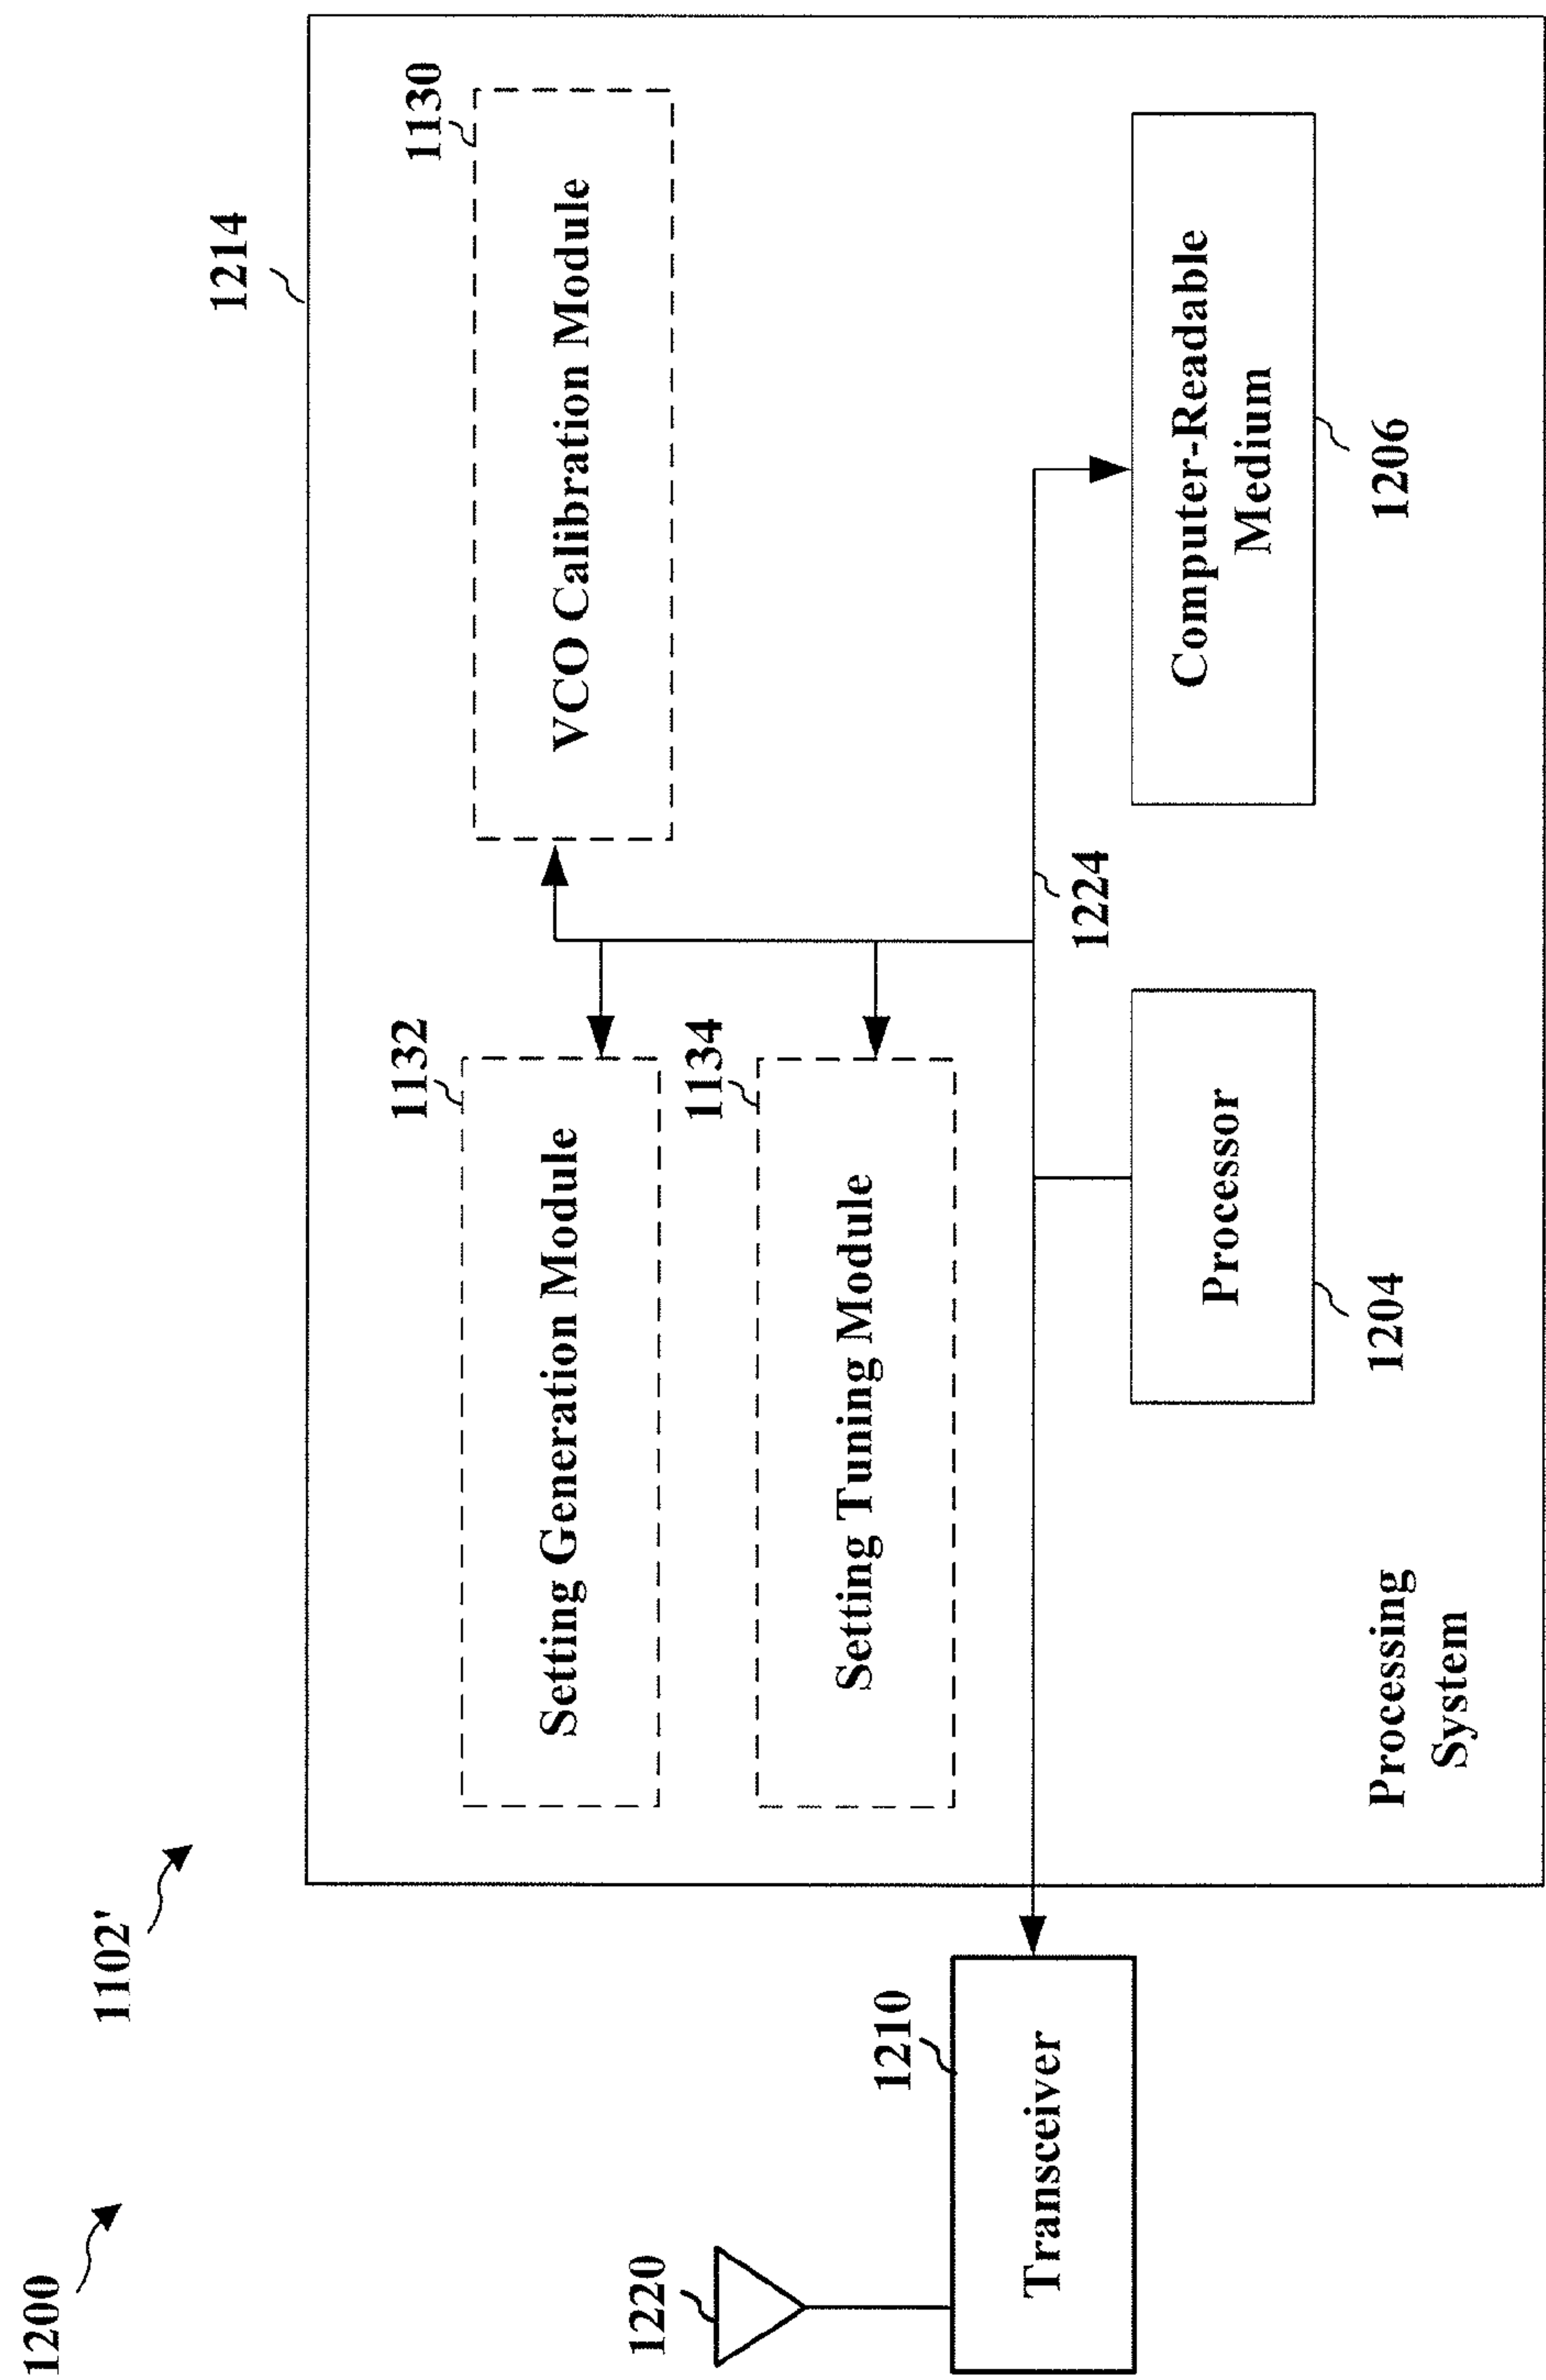 1200
1102'
1214
1220
1210
Transceiver
1132
Setting Generation Module
1130
VCO Calibration Module
1134
Setting Tuning Module
1224
Processor
1204
Computer-Readable
Medium
1206
Processing
System